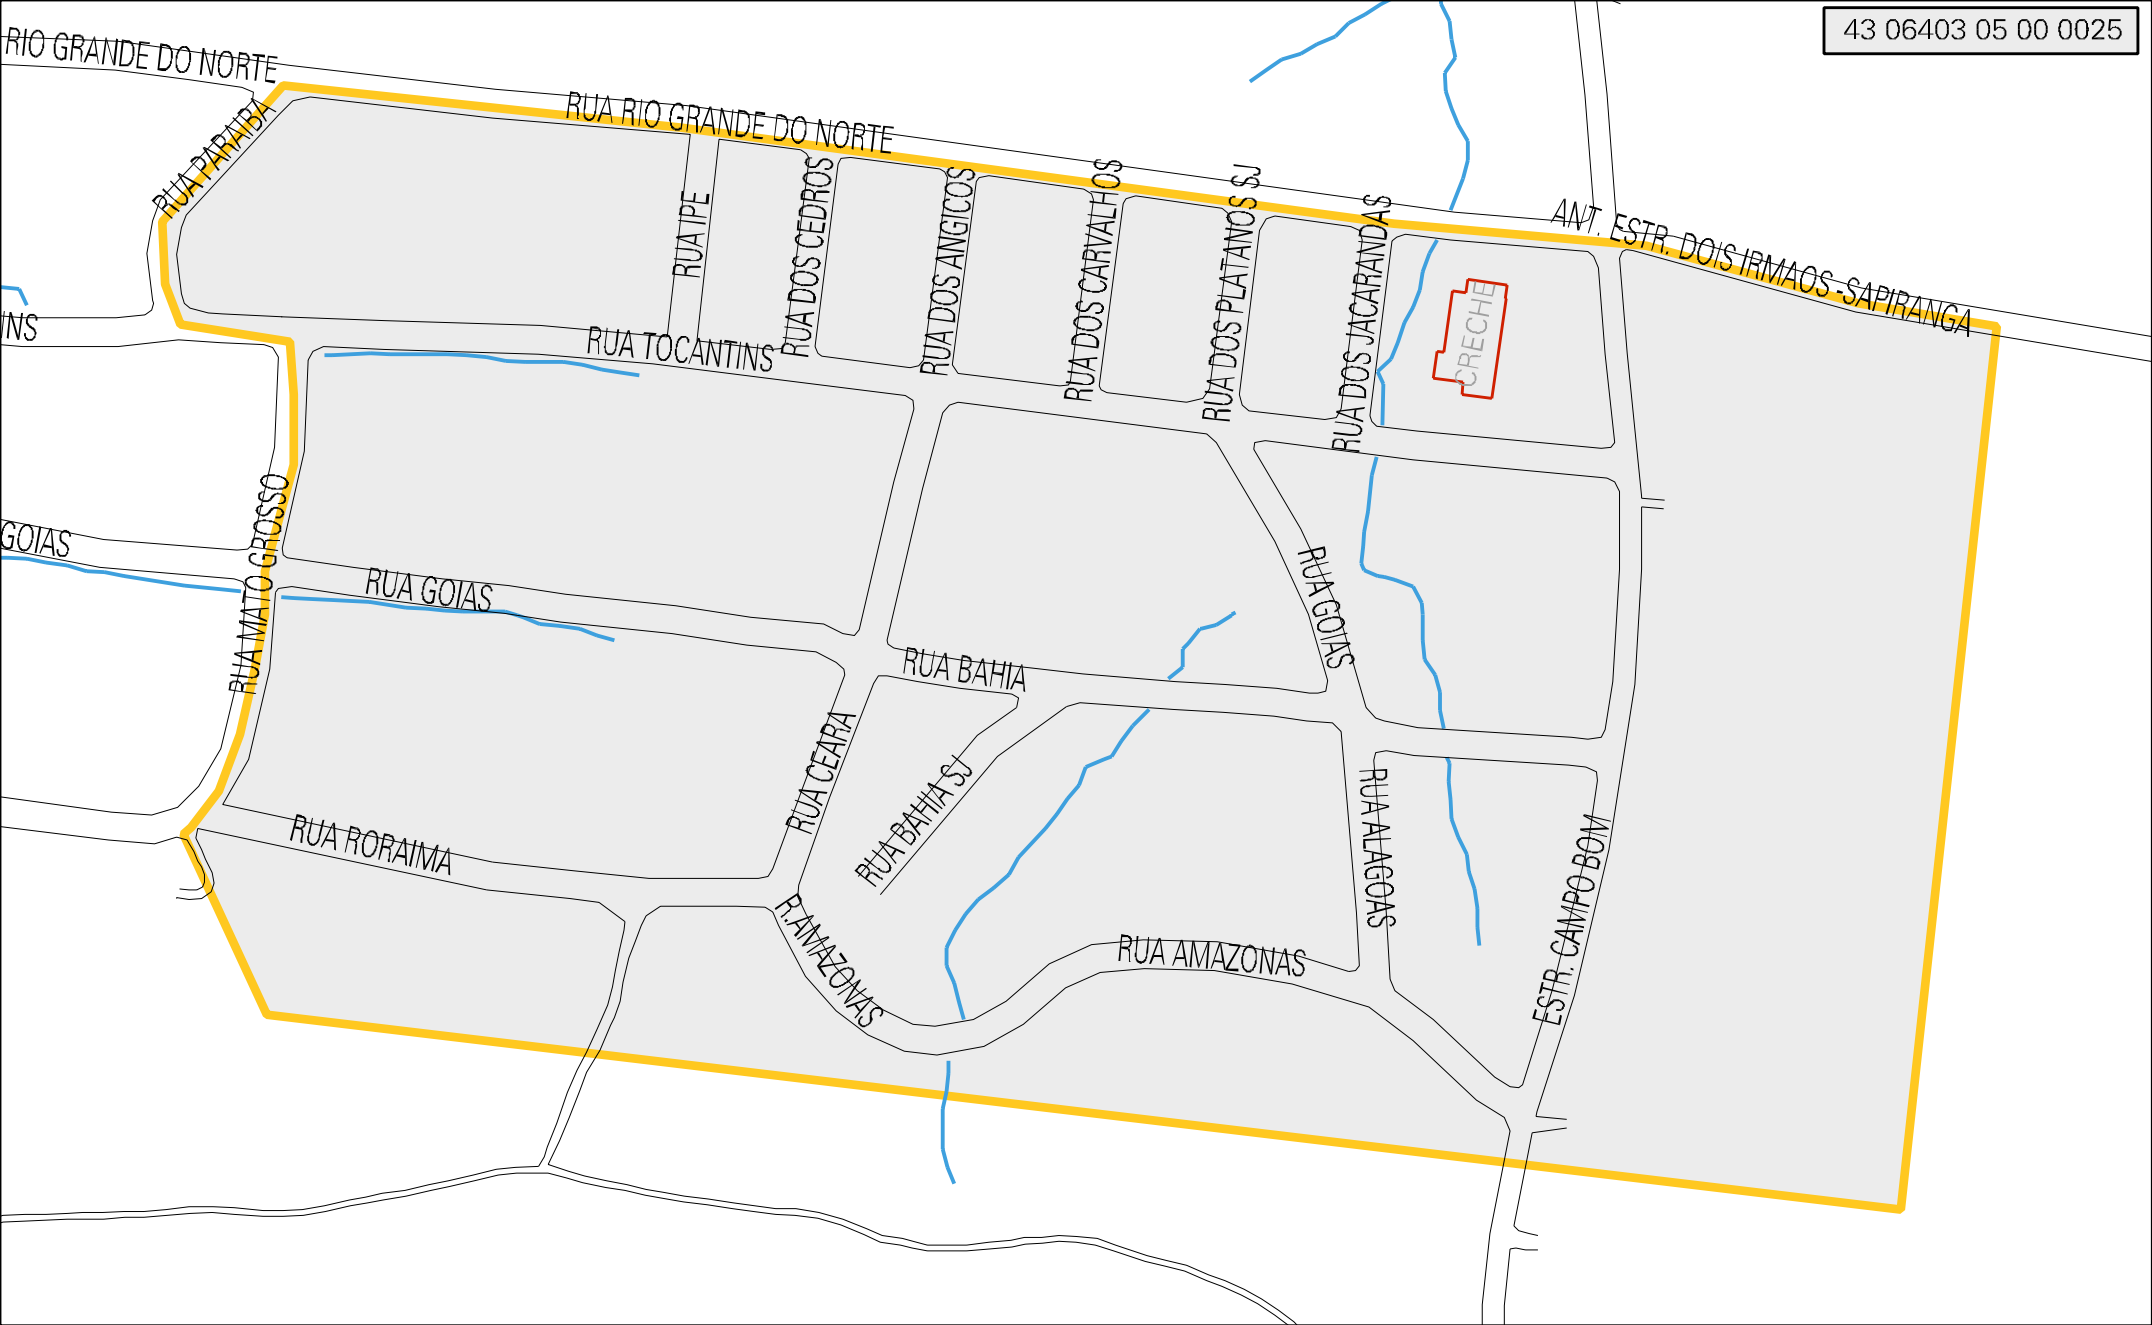 43 06403 05 00 0025
RIO GRANDE DO NORTE
RUA RIO GRANDE DO NORTE
RUA PARAIBA
ANT. ESTR. DOIS IRMAOS -SAPIRANGA
RUA IPE
RUA DOS CEDROS
RUA DOS ANGICOS
RUA DOS CARVALHOS
RUA DOS PLATANOS SJ
RUA DOS JACARANDAS
CRECHE
INS
RUA TOCANTINS
GOIAS
RUA MATO GROSSO
RUA GOIAS
RUA GOIAS
RUA BAHIA
RUA CEARA
RUA BAHIA SJ
RUA ALAGOAS
RUA RORAIMA
ESTR. CAMPO BOM
R.AMAZONAS
RUA AMAZONAS